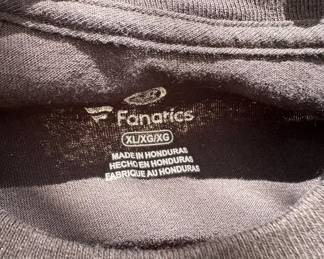 Fanatics
XL/XG/XG
MADE IN HONDURAS
HECHO EN HONDURAS
FABRIQUÉ AU HONDURAS